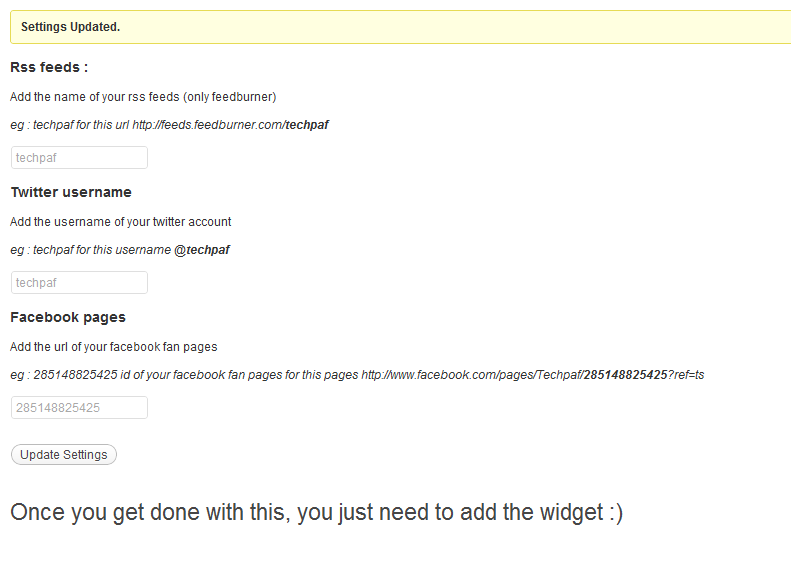 Settings Updated.
Rss feeds :
Add the name of your rss feeds (only feedburner)
eg : techpaf for this url http://feeds.feedburner.com/techpaf
techpaf
Twitter username
Add the username of your twitter account
eg : techpaf for this username @techpaf
techpaf
Facebook pages
Add the url of your facebook fan pages
eg : 285148825425 id of your facebook fan pages for this pages http://www.facebook.com/pages/Techpaf/285148825425?ref=ts
285148825425
Update Settings
Once you get done with this, you just need to add the widget :)